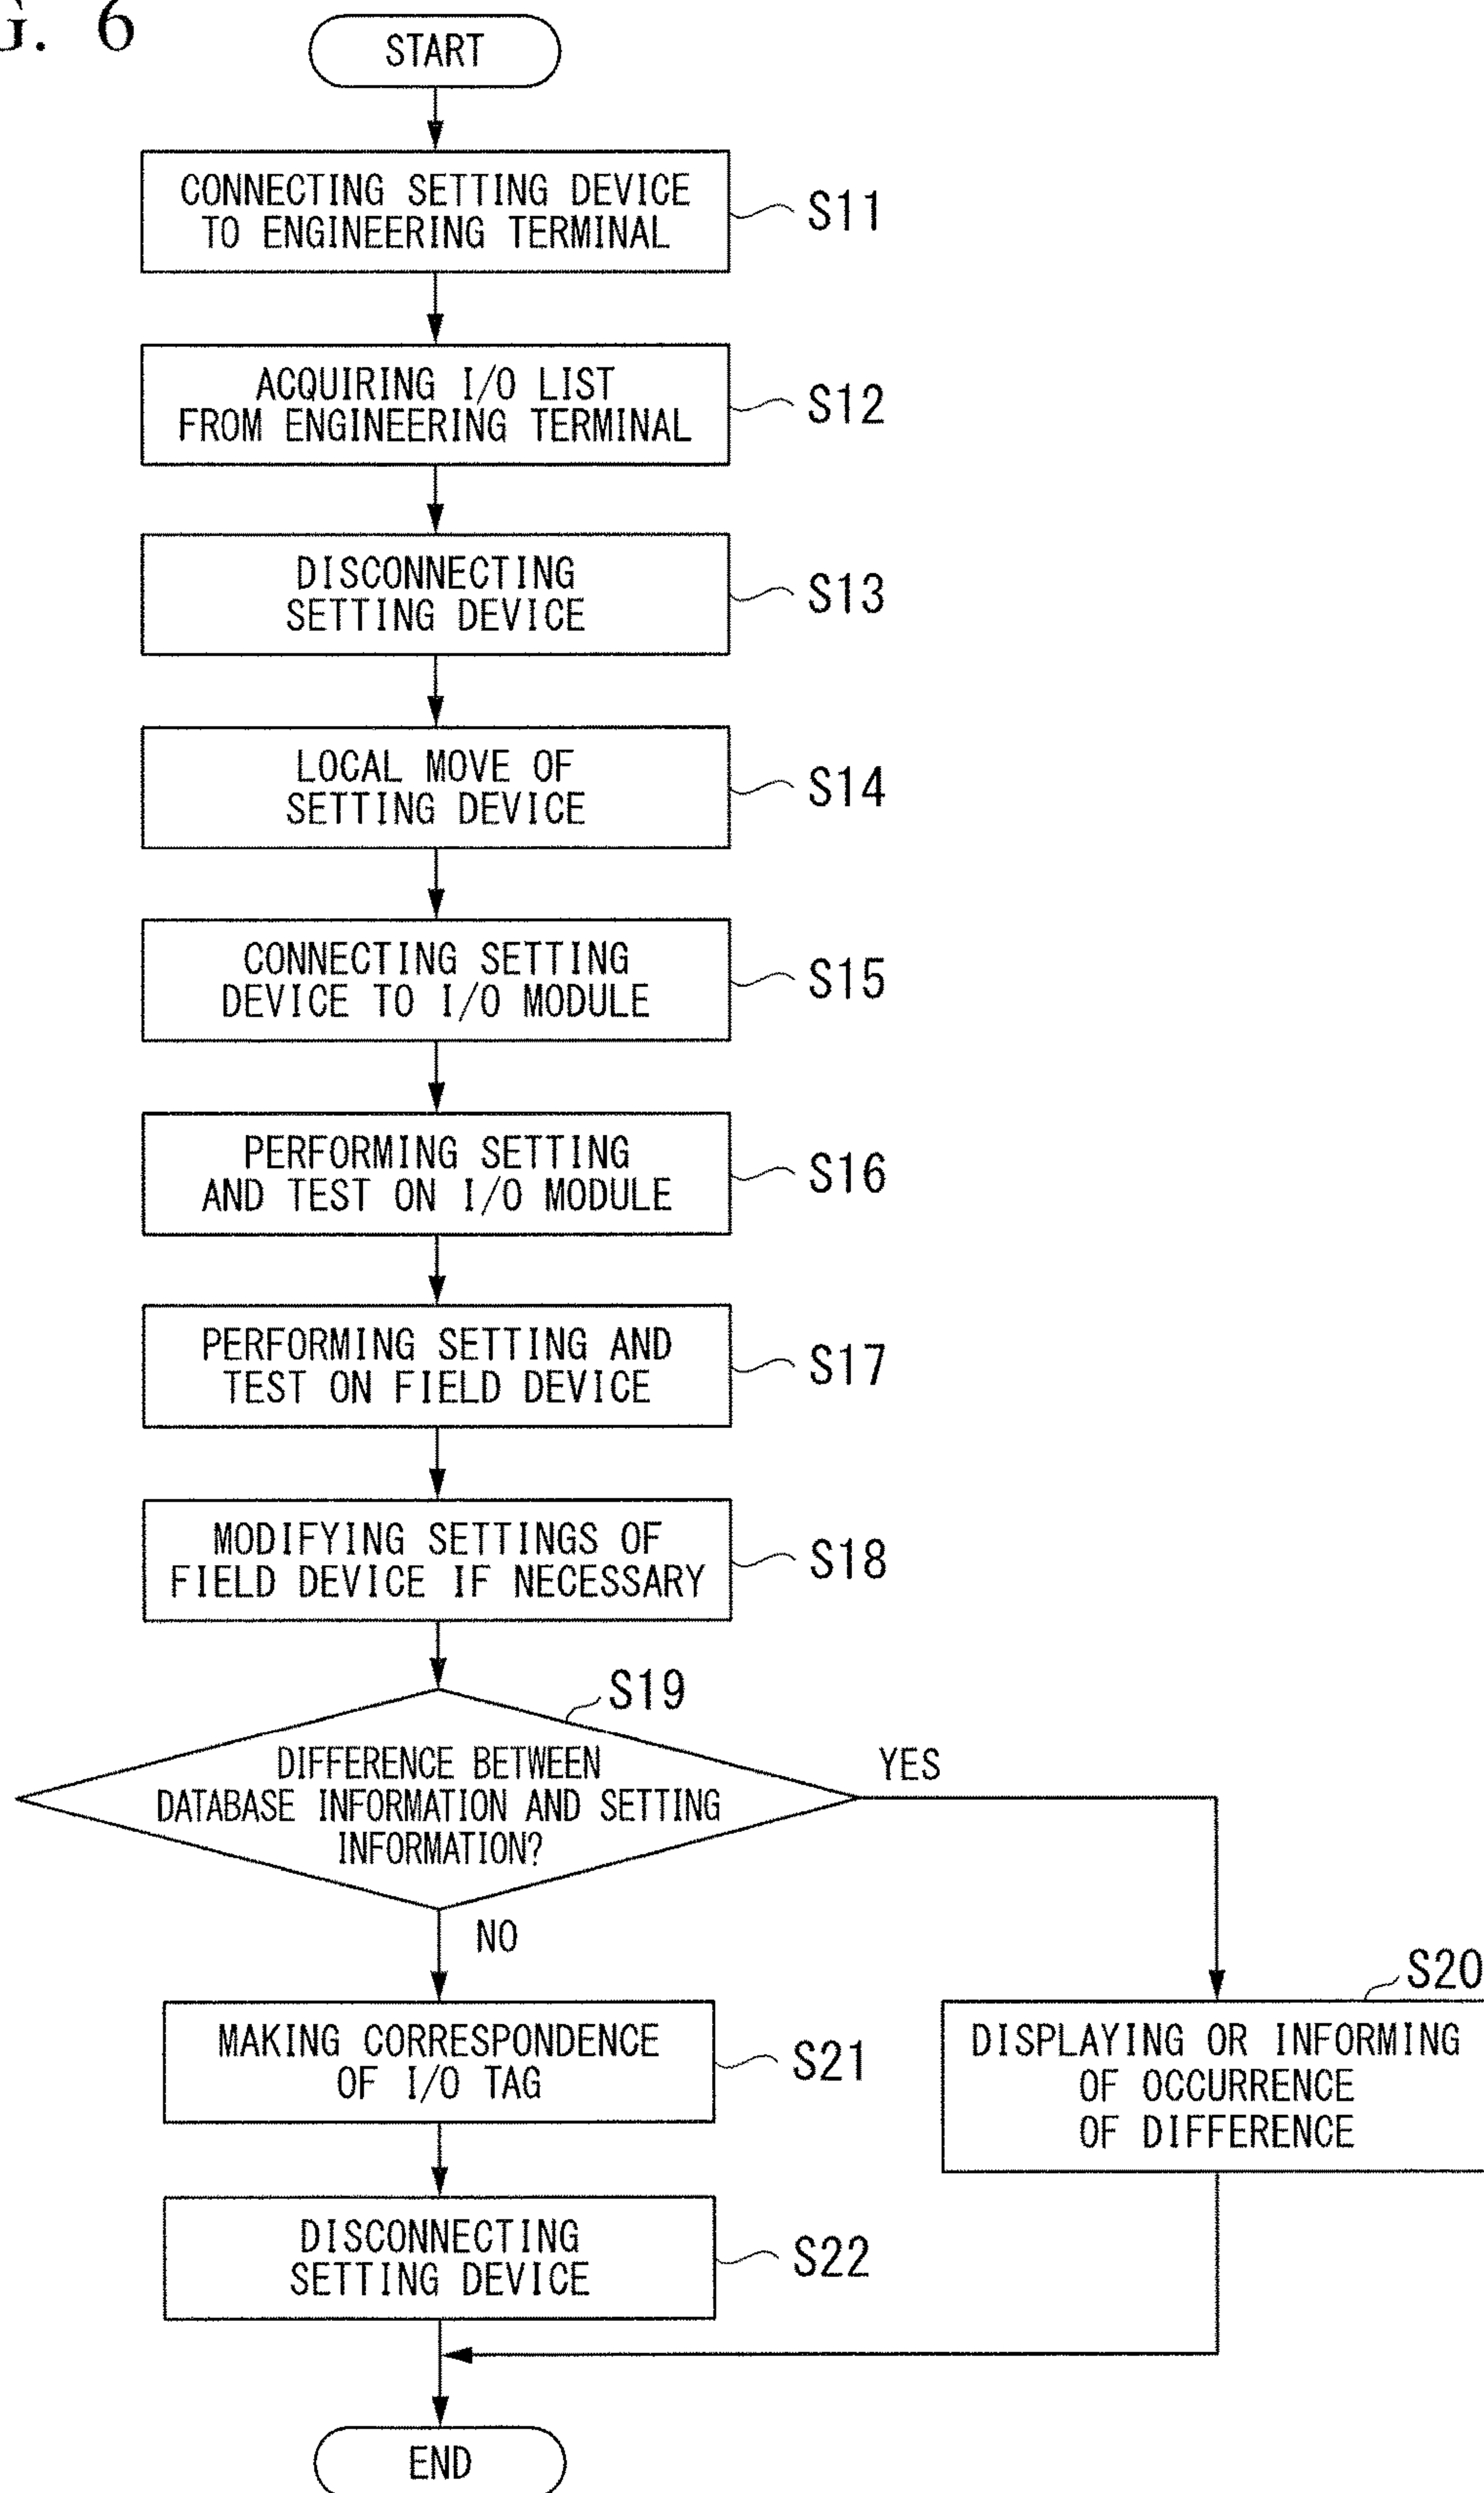 G. 6
START
CONNECTING SETTING DEVICE
TO ENGINEERING TERMINAL
S11
ACQUIRING I/O LIST
FROM ENGINEERING TERMINAL
S12
DISCONNECTING
SETTING DEVICE
S13
LOCAL MOVE OF
SETTING DEVICE
S14
CONNECTING SETTING
DEVICE TO I/O MODULE
S15
PERFORMING SETTING
AND TEST ON I/O MODULE
S16
PERFORMING SETTING AND
TEST ON FIELD DEVICE
S17
MODIFYING SETTINGS OF
FIELD DEVICE IF NECESSARY
S18
S19
DIFFERENCE BETWEEN
DATABASE INFORMATION AND SETTING
INFORMATION?
YES
NO
S20
DISPLAYING OR INFORMING
OF OCCURRENCE
OF DIFFERENCE
MAKING CORRESPONDENCE
OF I/O TAG
S21
DISCONNECTING
SETTING DEVICE
S22
END